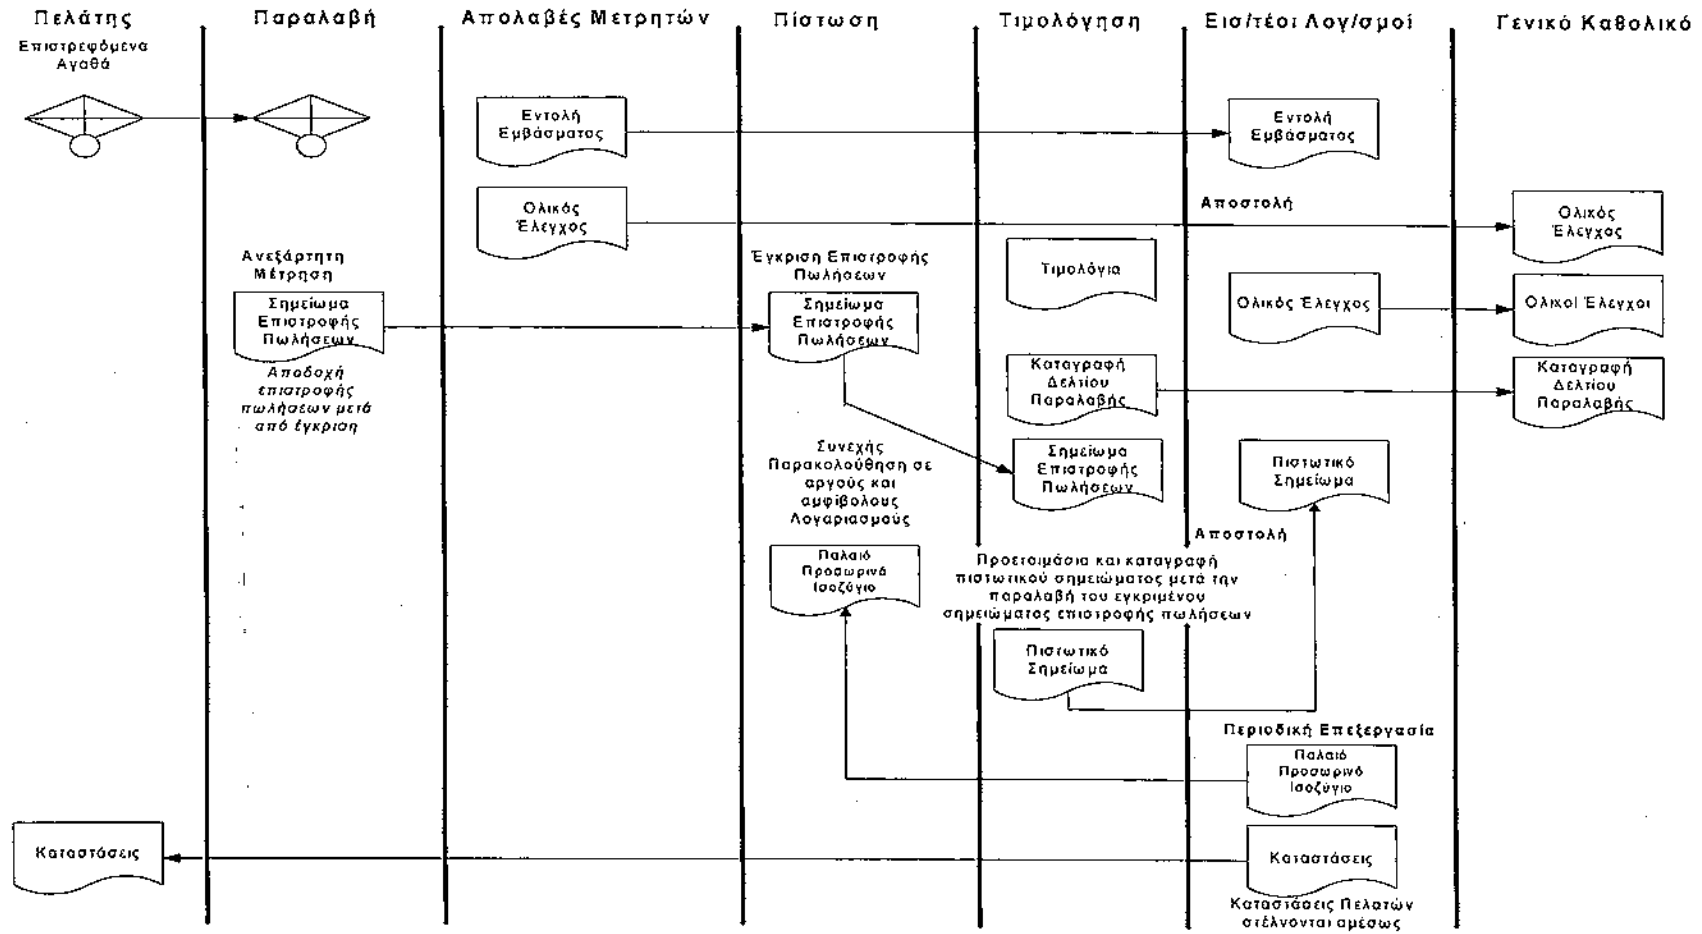 Πελάτης
Παραλαβή
Απολαβές Μετρητών
Πίστωση
Τιμολόγηση
Εισ/τέοι Λογ/σμοί
Γενικό Καθολικό
Επιστρεφόμενα
Αγαθά
Εντολή
Εμβάσματος
Εντολή
Εμβάσματος
Ολικός
Έλεγχος
Αποστολή
Ολικός
Έλεγχος
Ανεξάρτητη
Μέτρηση
Σημείωμα
Επιστροφής
Πωλήσεων
Αποδοχή
επιστροφής
πωλήσεων μετά
από έγκριση
Έγκριση Επιστροφής
Πωλήσεων
Σημείωμα
Επιστροφής
Πωλήσεων
Τιμολόγια
Ολικός Έλεγχος
Ολικοί Έλεγχοι
Καταγραφή
Δελτίου
Παραλαβής
Καταγραφή
Δελτίου
Παραλαβής
Συνεχής
Παρακολούθηση σε
αργούς και
αμφίβολους
Λογαριασμούς
Σημείωμα
Επιστροφής
Πωλήσεων
Πιστωτικό
Σημείωμα
Αποστολή
Παλαιό
Προσωρινό
Ισοζύγιο
Προετοιμάσια και καταγραφή
πιστωτικού σημειώματος μετά την
παραλαβή του εγκριμένου
σημειώματος επιστροφής πωλήσεων
Πιστωτικό
Σημείωμα
Περιοδική Επεξεργασία
Παλαιό
Προσωρινό
Ισοζύγιο
Καταστάσεις
Καταστάσεις
Καταστάσεις Πελατών
στέλνονται αμέσως